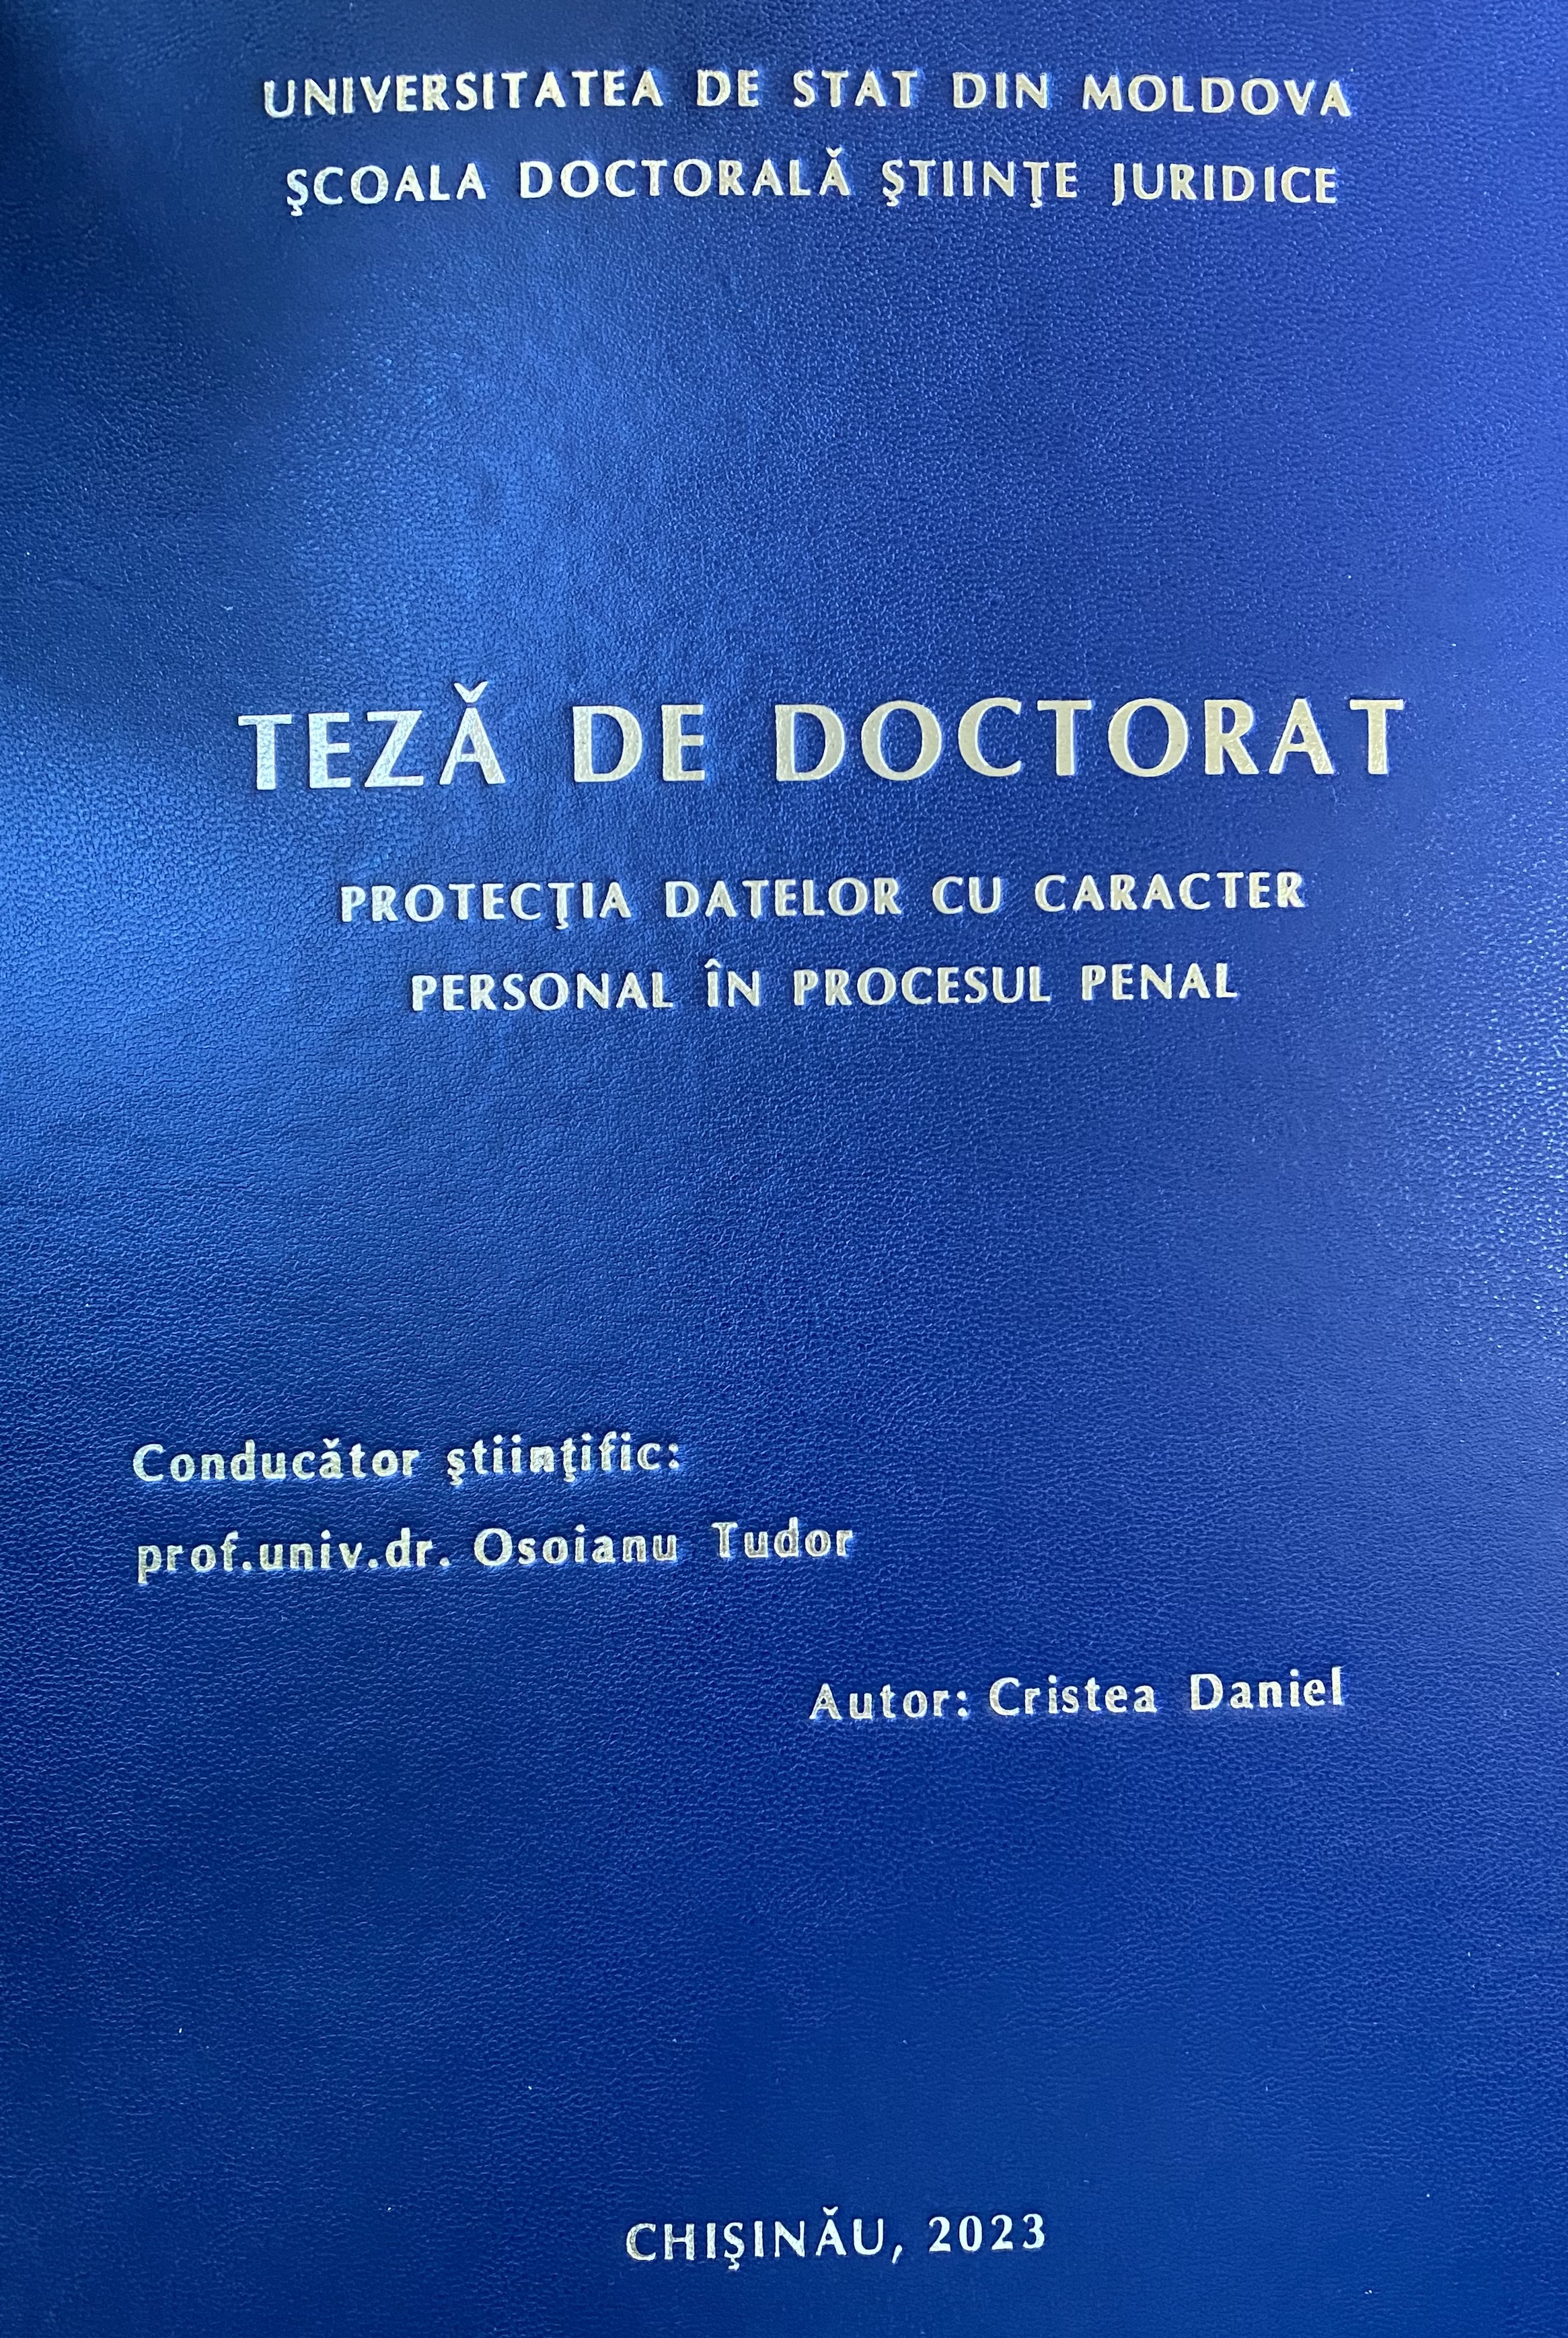 UNIVERSITATEA DE STAT DIN MOLDOVA
ŞCOALA DOCTORALĂ ŞTIINŢE JURIDICE
TEZĂ DE DOCTORAT
PROTECŢIA DATELOR CU CARACTER
PERSONAL ÎN PROCESUL PENAL
Conducător ştiinţific:
prof.univ.dr. Osoianu Tudor
Autor: Cristea Daniel
CHIŞINĂU, 2023